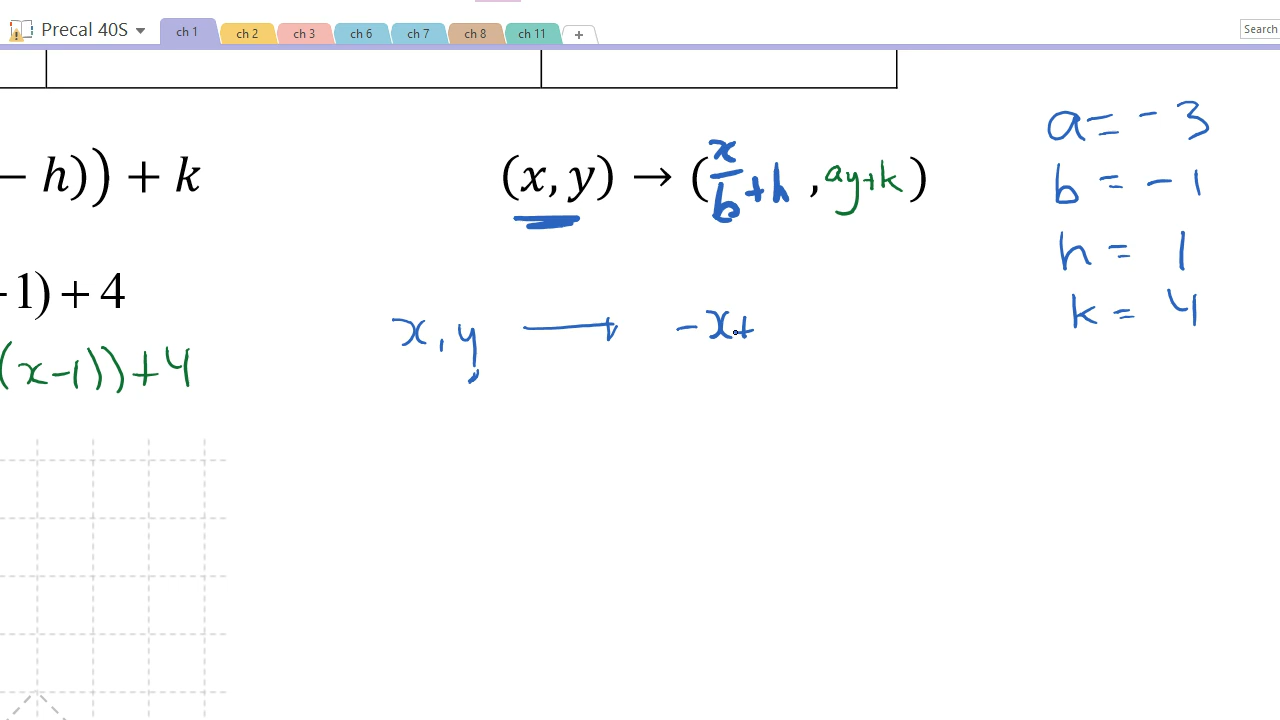 Precal 40S ch 1 ch 2 ch 3 ch 6 ch 7 ch 8 ch 11 + Search
− h)) + k
(x, y) → (x/b + h , ay+k )
a = - 3
b = - 1
h = 1
k = 4
-1) + 4
(x-1)) + 4
x, y → -x+